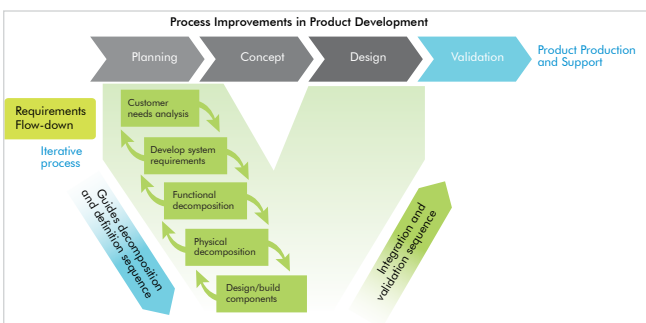 Process Improvements in Product Development
Planning
Concept
Design
Validation
Product Production
and Support
Requirements
Flow-down
Iterative
process
Customer
needs analysis
Develop system
requirements
Functional
decomposition
Physical
decomposition
Design/build
components
Guides decomposition
and definition sequence
Integration and
validation sequence